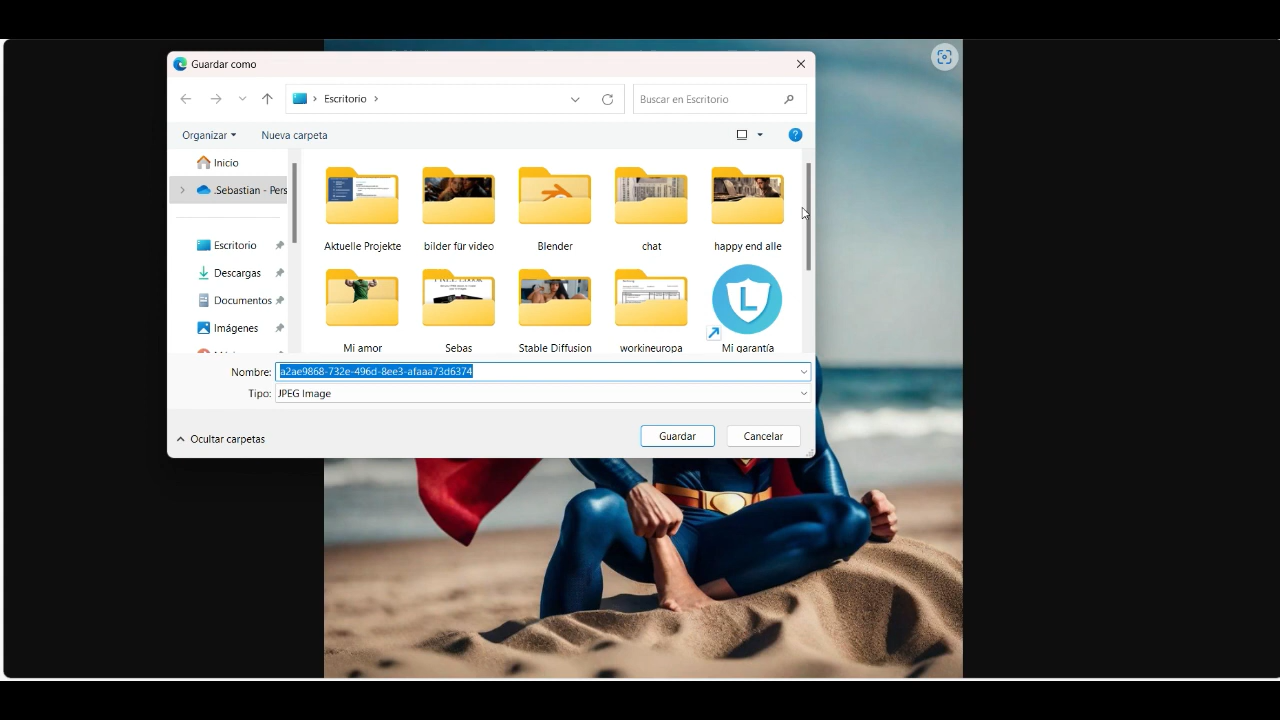 Guardar como
Escritorio
Buscar en Escritorio
Organizar
Nueva carpeta
Inicio
.Sebastian - Pers
Escritorio
Descargas
Documentos
Imágenes
Aktuelle Projekte
bilder für video
Blender
chat
happy end alle
L
Mi amor
Sebas
Stable Diffusion
workineuropa
Mi garantía
Nombre: a2ae9868-732e-496d-8ee3-afaaa73d6374
Tipo: JPEG Image
Ocultar carpetas
Guardar
Cancelar